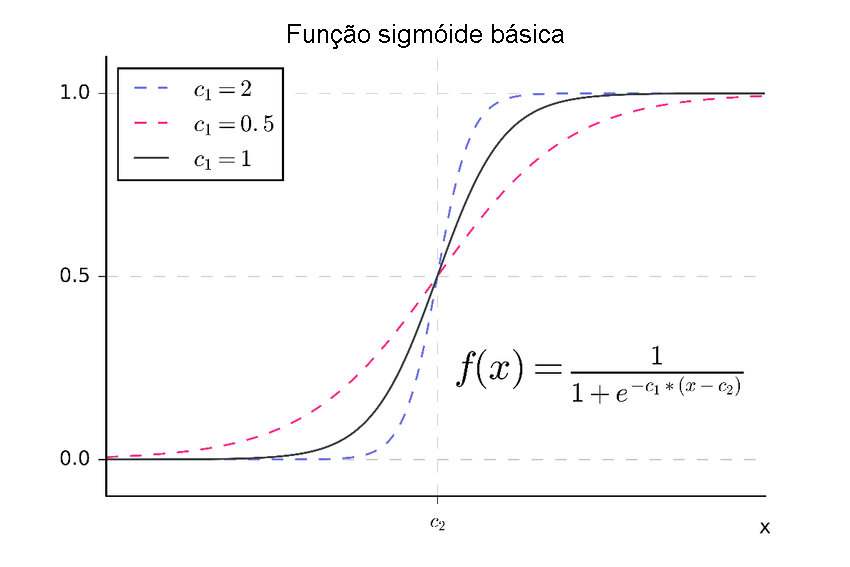 Função sigmóide básica
c₁ = 2
c₁ = 0.5
c₁ = 1
1.0
0.5
0.0
f(x) = 1 / (1 + e^(−c₁*(x−c₂)))
c₂
x